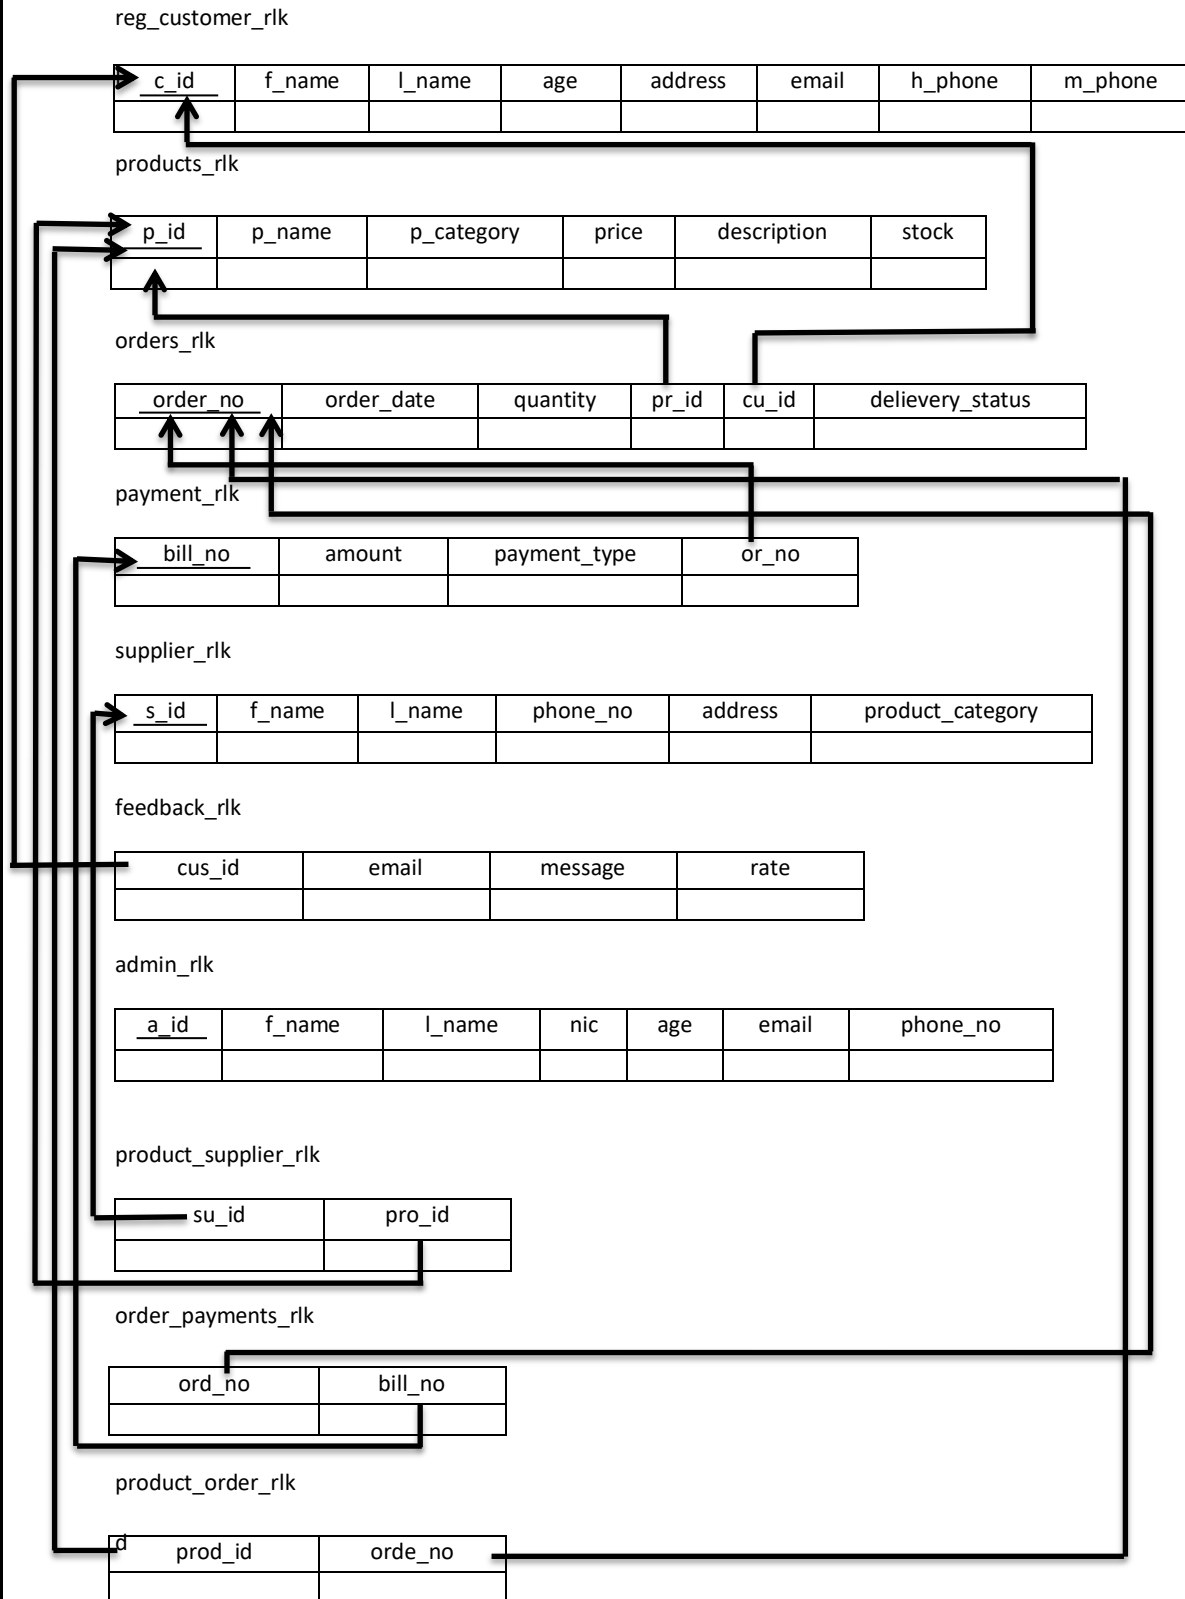 reg_customer_rlk
c_id f_name l_name age address email h_phone m_phone
products_rlk
p_id p_name p_category price description stock
orders_rlk
order_no order_date quantity pr_id cu_id delievery_status
payment_rlk
bill_no amount payment_type or_no
supplier_rlk
s_id f_name l_name phone_no address product_category
feedback_rlk
cus_id email message rate
admin_rlk
a_id f_name l_name nic age email phone_no
product_supplier_rlk
su_id pro_id
order_payments_rlk
ord_no bill_no
product_order_rlk
d
prod_id orde_no